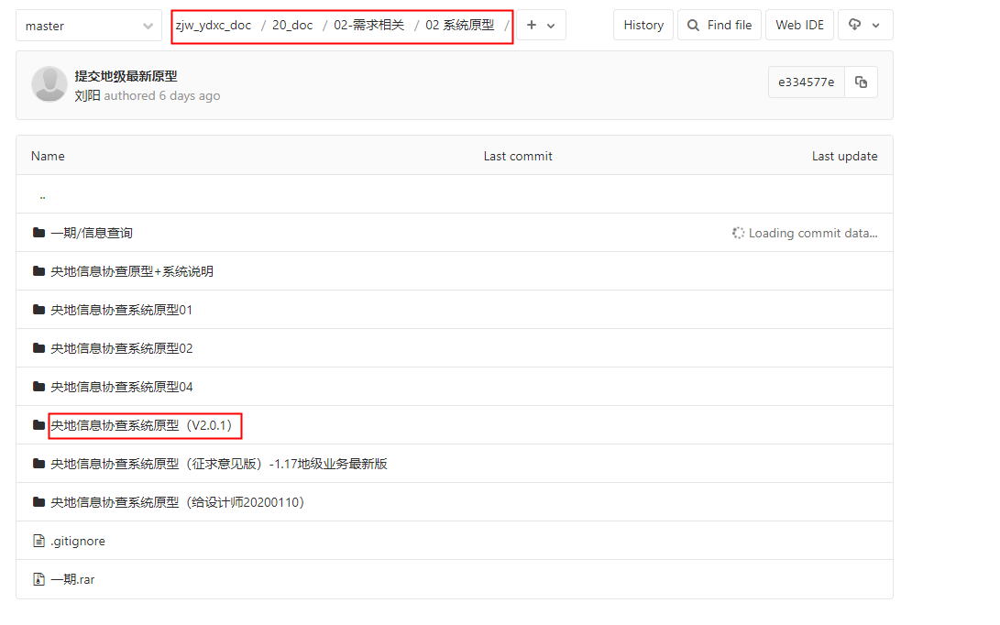 master
zjw_ydxc_doc / 20_doc / 02-需求相关 / 02 系统原型 / +
History
Find file
Web IDE
提交地级最新原型
刘阳 authored 6 days ago
e334577e
Name Last commit Last update
..
一期/信息查询 Loading commit data...
央地信息协查原型+系统说明
央地信息协查系统原型01
央地信息协查系统原型02
央地信息协查系统原型04
央地信息协查系统原型（V2.0.1）
央地信息协查系统原型（征求意见版）-1.17地级业务最新版
央地信息协查系统原型（给设计师20200110）
.gitignore
一期.rar